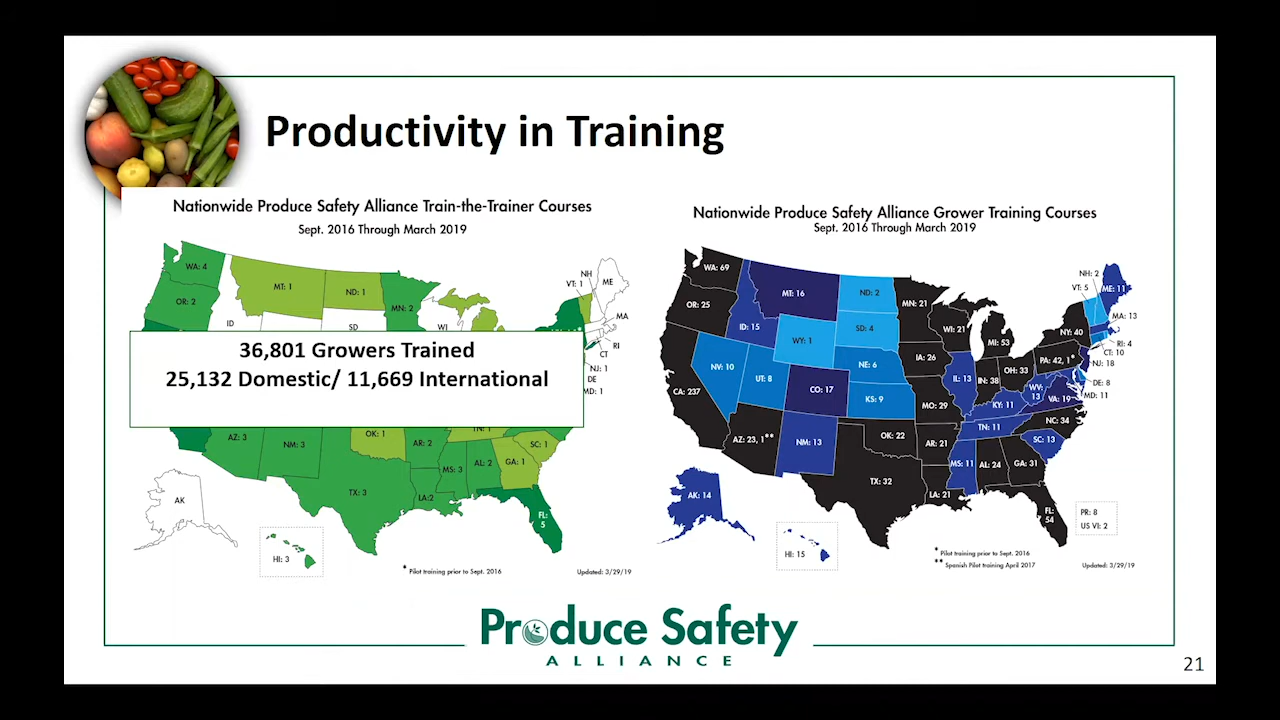 Productivity in Training
Nationwide Produce Safety Alliance Train-the-Trainer Courses
Sept. 2016 Through March 2019
WA: 4
OR: 2
ID
MT: 1
ND: 1
SD
MN: 2
WI
VT: 1
NH
ME
MA
RI
CT
NJ: 1
DE
MD: 1
36,801 Growers Trained
25,132 Domestic/ 11,669 International
AZ: 3
NM: 3
OK: 1
AR: 2
SC: 1
MS: 3
AL: 2
GA: 1
TX: 3
LA:2
FL:
5
AK
HI: 3
* Pilot training prior to Sept. 2016
Updated: 3/29/19
Nationwide Produce Safety Alliance Grower Training Courses
Sept. 2016 Through March 2019
WA: 69
OR: 25
MT: 16
ID: 15
WY: 1
ND: 2
SD: 4
MN: 21
WI: 21
MI: 53
NY: 40
NH: 2
VT: 5
ME: 11
MA: 13
RI: 4
CT: 10
NJ: 18
PA: 42, 1*
DE: 8
MD: 11
NV: 10
UT: 8
CO: 17
NE: 6
KS: 9
IA: 26
IL: 13
IN: 38
OH: 33
WV:
13
VA: 19
KY: 11
CA: 237
MO: 29
NC: 34
TN: 11
AZ: 23, 1**
NM: 13
OK: 22
AR: 21
SC: 13
MS: 11
AL: 24
GA: 31
TX: 32
LA: 21
FL:
54
AK: 14
HI: 15
PR: 8
US VI: 2
* Pilot training prior to Sept. 2016
** Spanish Pilot training April 2017
Updated: 3/29/19
Produce Safety
ALLIANCE
21